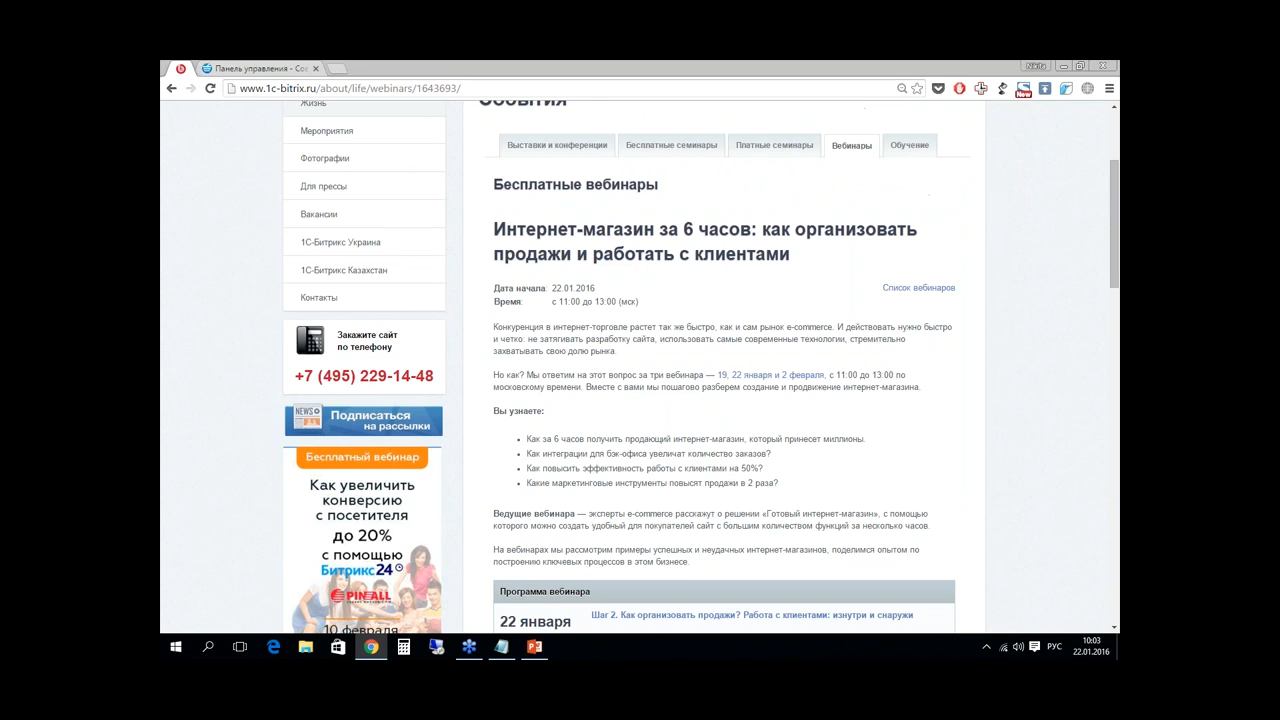 Панель управления - Сов
Nikita
www.1c-bitrix.ru/about/life/webinars/1643693/
New
Жизнь
Мероприятия
Фотографии
Для прессы
Вакансии
1С-Битрикс Украина
1С-Битрикс Казахстан
Контакты
Закажите сайт
по телефону
+7 (495) 229-14-48
NEWS
Подписаться
на рассылки
Бесплатный вебинар
Как увеличить
конверсию
с посетителя
до 20%
с помощью
Битрикс24
PINALL
10 февраля
События
Выставки и конференции
Бесплатные семинары
Платные семинары
Вебинары
Обучение
Бесплатные вебинары
Интернет-магазин за 6 часов: как организовать
продажи и работать с клиентами
Дата начала: 22.01.2016
Список вебинаров
Время: с 11:00 до 13:00 (мск)
Конкуренция в интернет-торговле растет так же быстро, как и сам рынок e-commerce. И действовать нужно быстро
и четко: не затягивать разработку сайта, использовать самые современные технологии, стремительно
захватывать свою долю рынка.
Но как? Мы ответим на этот вопрос за три вебинара — 19, 22 января и 2 февраля, с 11:00 до 13:00 по
московскому времени. Вместе с вами мы пошагово разберем создание и продвижение интернет-магазина.
Вы узнаете:
• Как за 6 часов получить продающий интернет-магазин, который принесет миллионы.
• Как интеграции для бэк-офиса увеличат количество заказов?
• Как повысить эффективность работы с клиентами на 50%?
• Какие маркетинговые инструменты повысят продажи в 2 раза?
Ведущие вебинара — эксперты e-commerce расскажут о решении «Готовый интернет-магазин», с помощью
которого можно создать удобный для покупателей сайт с большим количеством функций за несколько часов.
На вебинарах мы рассмотрим примеры успешных и неудачных интернет-магазинов, поделимся опытом по
построению ключевых процессов в этом бизнесе.
Программа вебинара
22 января
Шаг 2. Как организовать продажи? Работа с клиентами: изнутри и снаружи
РУС
10:03
22.01.2016